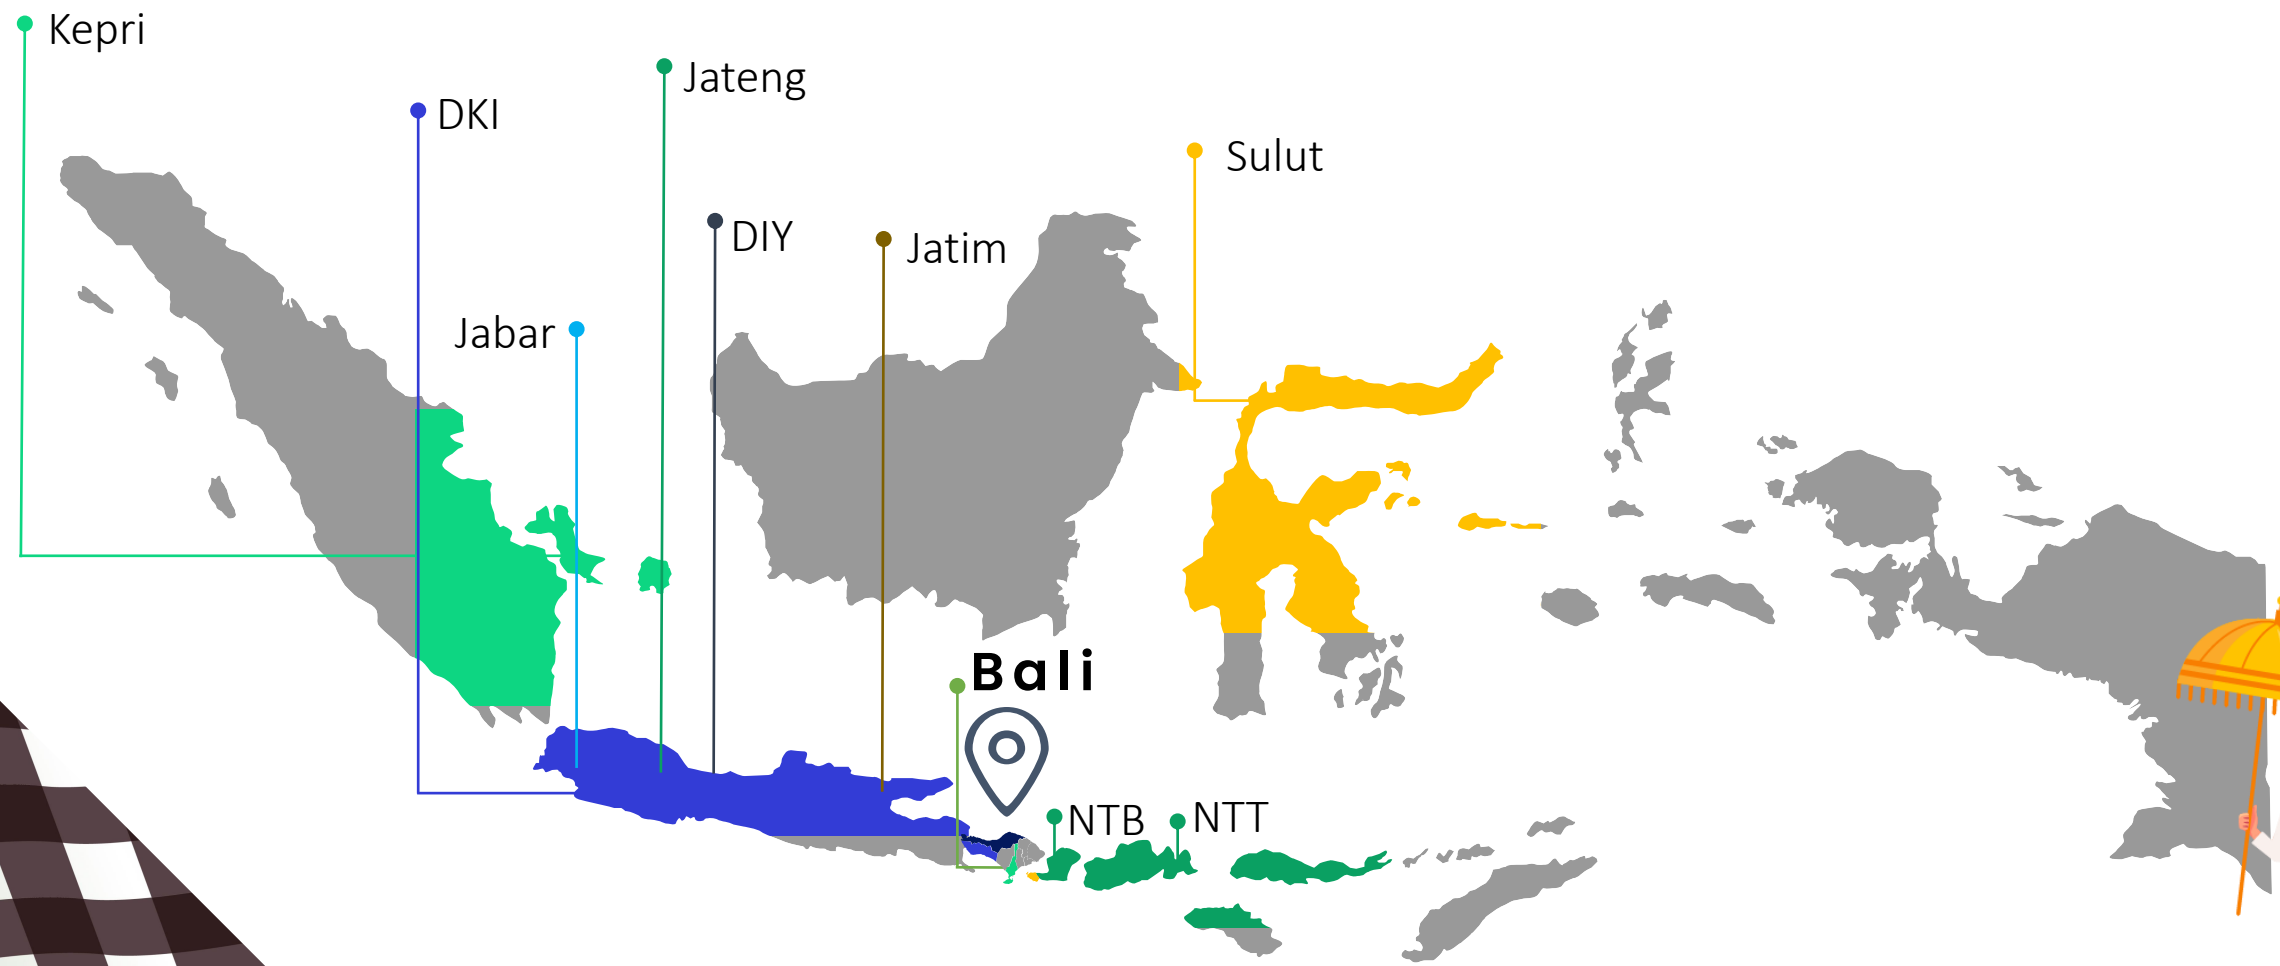 Kepri
Jateng
DKI
Sulut
DIY
Jatim
Jabar
Bali
NTB
NTT